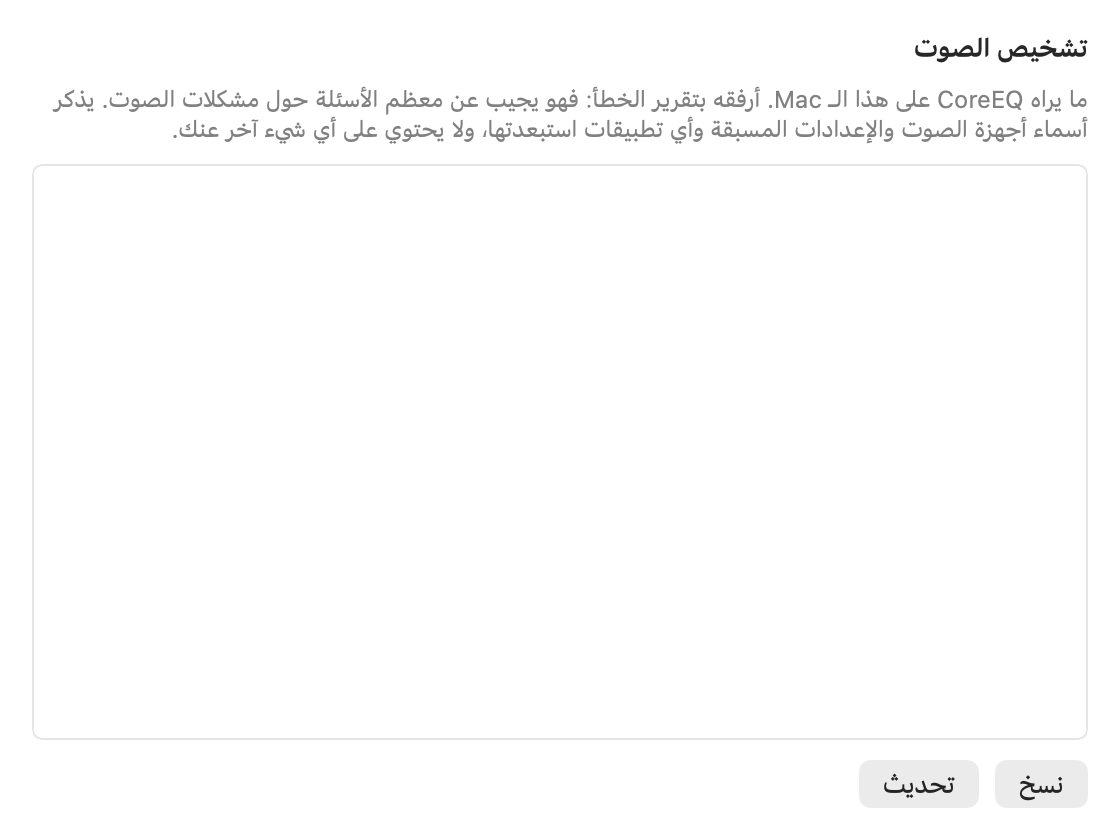 تشخيص الصوت
ما يراه CoreEQ على هذا الـ Mac. أرفقه بتقرير الخطأ: فهو يجيب عن معظم الأسئلة حول مشكلات الصوت. يذكر
أسماء أجهزة الصوت والإعدادات المسبقة وأي تطبيقات استبعدتها، ولا يحتوي على أي شيء آخر عنك.
نسخ
تحديث